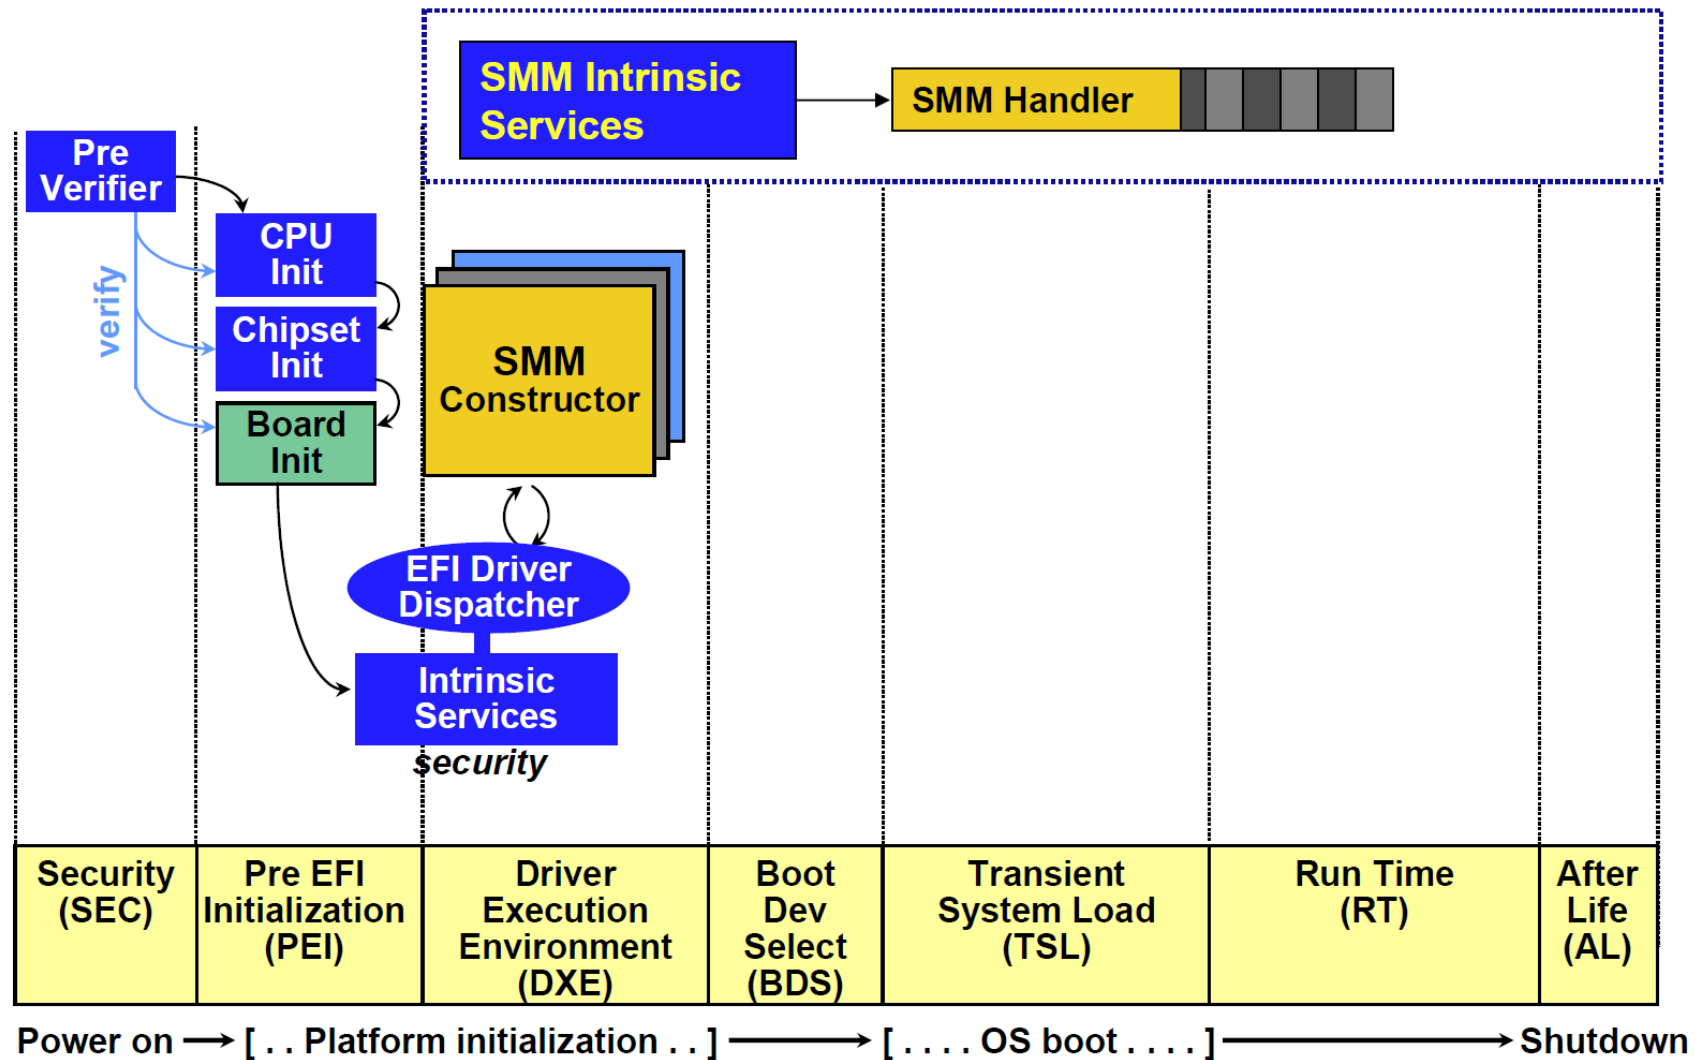 SMM Intrinsic
Services
SMM Handler
Pre
Verifier
verify
CPU
Init
Chipset
Init
Board
Init
SMM
Constructor
EFI Driver
Dispatcher
Intrinsic
Services
security
Security
(SEC)
Pre EFI
Initialization
(PEI)
Driver
Execution
Environment
(DXE)
Boot
Dev
Select
(BDS)
Transient
System Load
(TSL)
Run Time
(RT)
After
Life
(AL)
Power on [ . . Platform initialization . . ] [ . . . . OS boot . . . . ] Shutdown